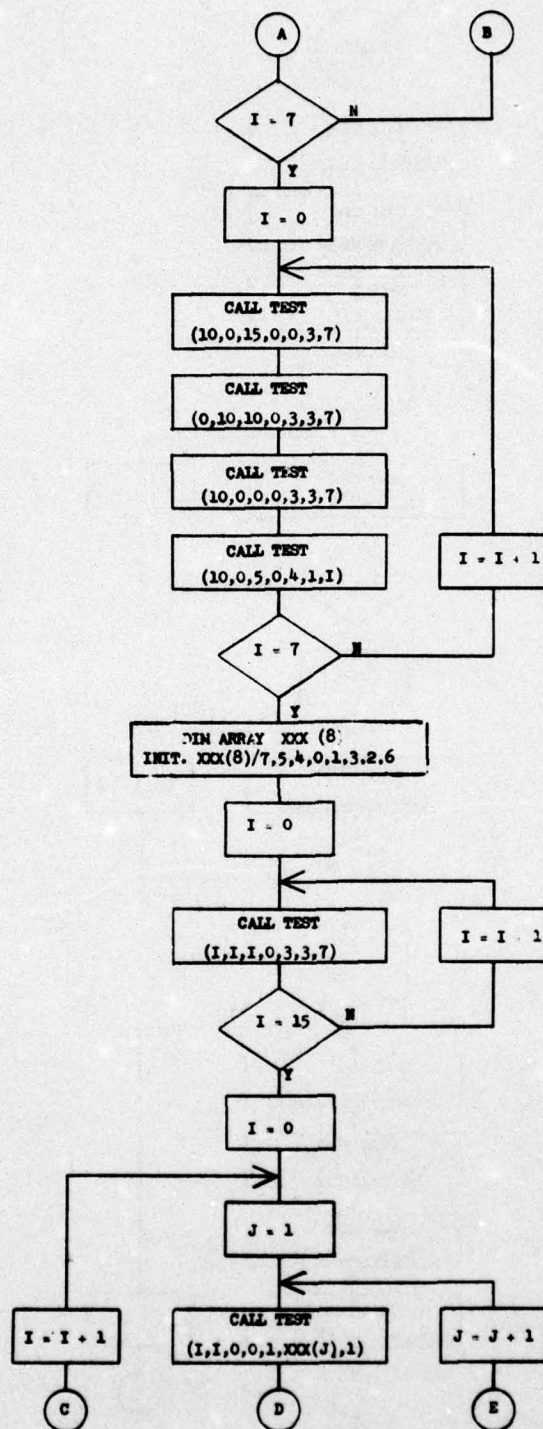 A
B
I = 7
N
Y
I = 0
CALL TEST
(10,0,15,0,0,3,7)
CALL TEST
(0,10,10,0,3,3,7)
CALL TEST
(10,0,0,0,3,3,7)
CALL TEST
(10,0,5,0,4,1,I)
I = I + 1
I = 7
N
Y
DIM ARRAY XXX (8)
INIT. XXX(8)/7,5,4,0,1,3,2,6
I = 0
CALL TEST
(I,I,I,0,3,3,7)
I = I 1
I = 15
N
Y
I = 0
J = 1
I = I + 1
CALL TEST
(I,I,0,0,1,XXX(J),1)
J = J + 1
C
D
E